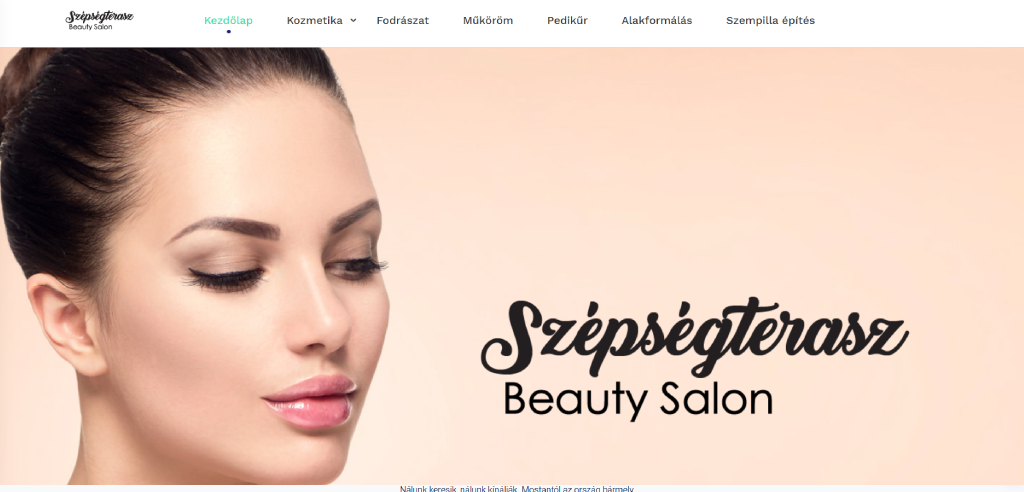 Szépségterasz
Beauty Salon
Kezdőlap Kozmetika Fodrászat Műköröm Pedikűr Alakformálás Szempilla építés
Szépségterasz
Beauty Salon
Nálunk keresik, nálunk kínálják. Mostantól az ország bármely